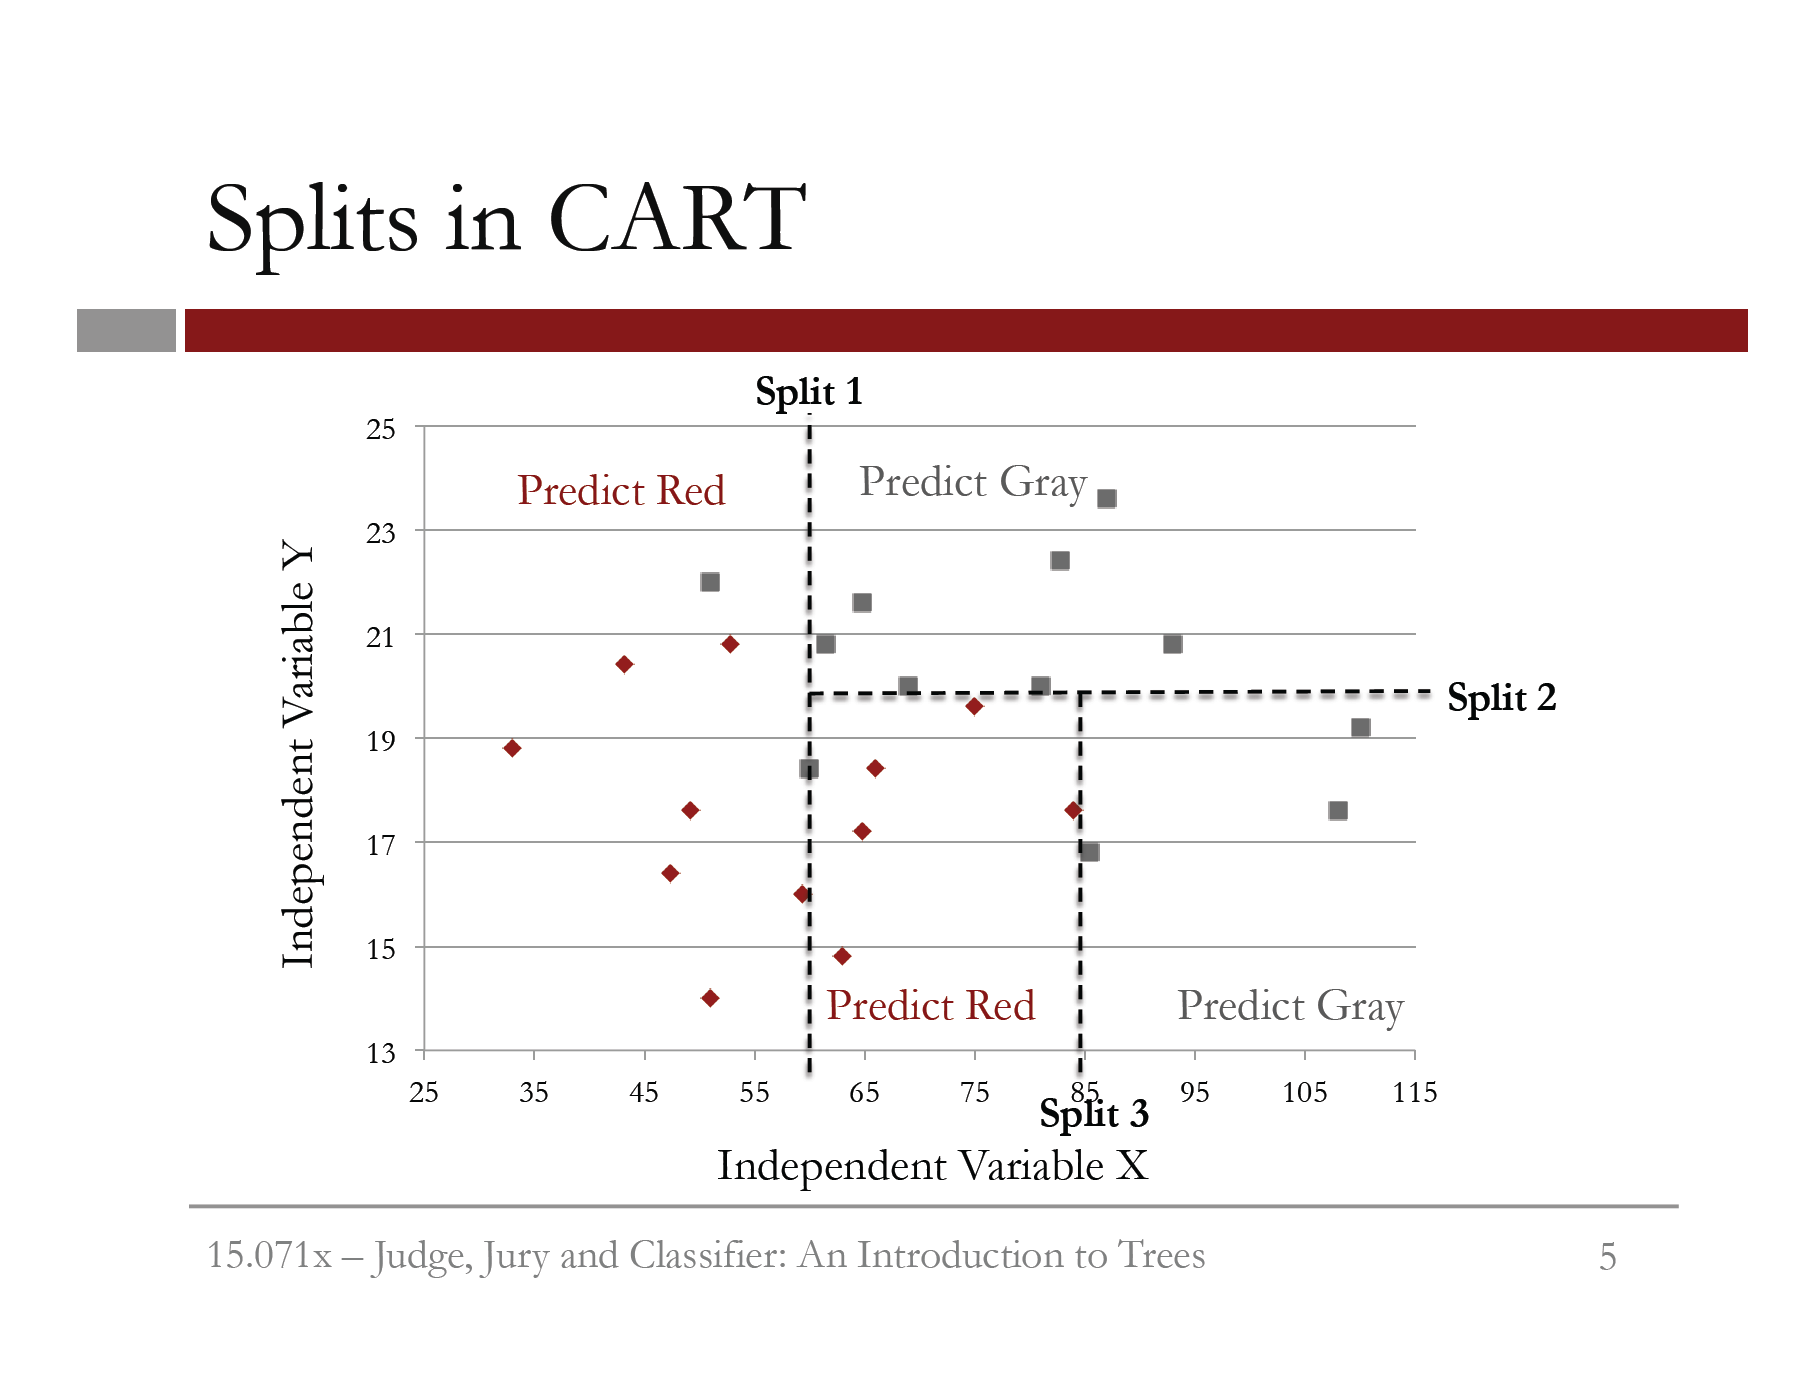 Splits in CART
Split 1
25
Predict Red
Predict Gray
23
21
Split 2
19
17
15
Predict Red
Predict Gray
13
Independent Variable Y
25 35 45 55 65 75 85 95 105 115
Split 3
Independent Variable X
15.071x – Judge, Jury and Classifier: An Introduction to Trees
5